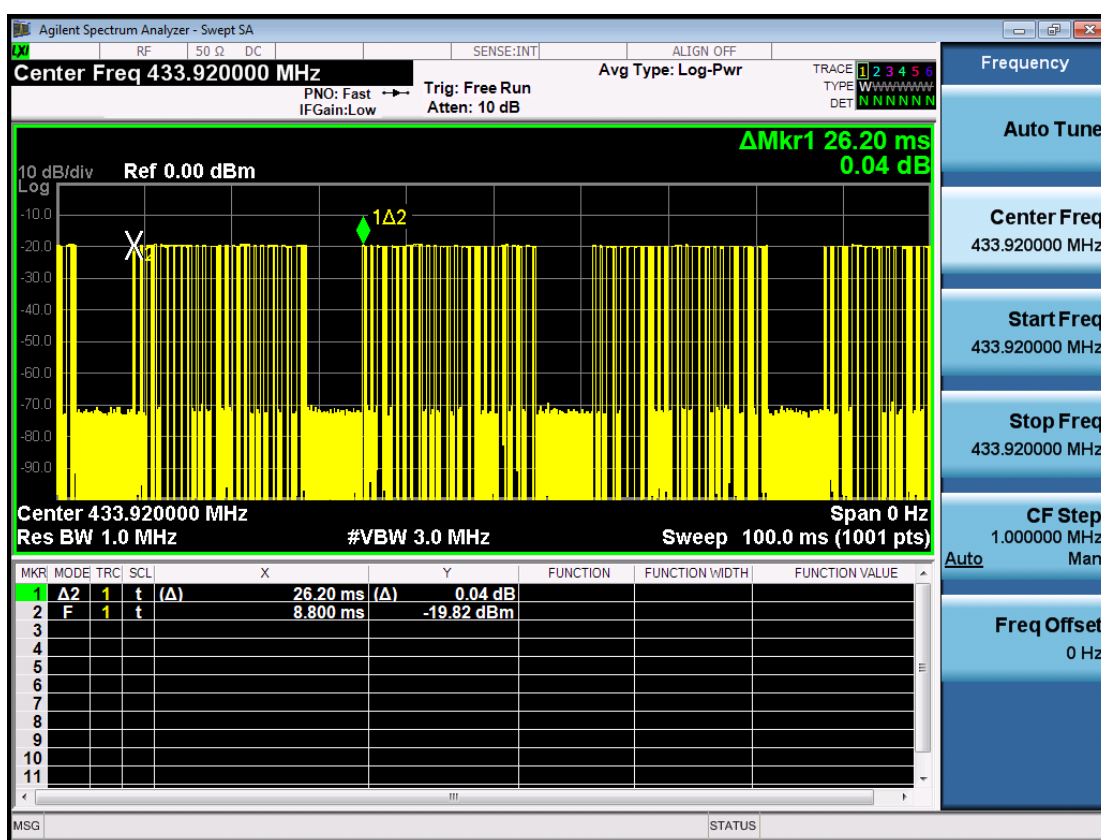 Agilent Spectrum Analyzer - Swept SA
LXI RF 50 Ω DC SENSE:INT ALIGN OFF
Center Freq 433.920000 MHz
PNO: Fast
IFGain:Low
Trig: Free Run
Atten: 10 dB
Avg Type: Log-Pwr
TRACE 1 2 3 4 5 6
TYPE WWWWWW
DET N N N N N N
ΔMkr1 26.20 ms
0.04 dB
10 dB/div Ref 0.00 dBm
Log
-10.0
-20.0
-30.0
-40.0
-50.0
-60.0
-70.0
-80.0
-90.0
1Δ2
2
Center 433.920000 MHz Span 0 Hz
Res BW 1.0 MHz #VBW 3.0 MHz Sweep 100.0 ms (1001 pts)
MKR MODE TRC SCL X Y FUNCTION FUNCTION WIDTH FUNCTION VALUE
1 Δ2 1 t (Δ) 26.20 ms (Δ) 0.04 dB
2 F 1 t 8.800 ms -19.82 dBm
3
4
5
6
7
8
9
10
11
MSG STATUS
Frequency
Auto Tune
Center Freq
433.920000 MHz
Start Freq
433.920000 MHz
Stop Freq
433.920000 MHz
CF Step
1.000000 MHz
Auto Man
Freq Offset
0 Hz